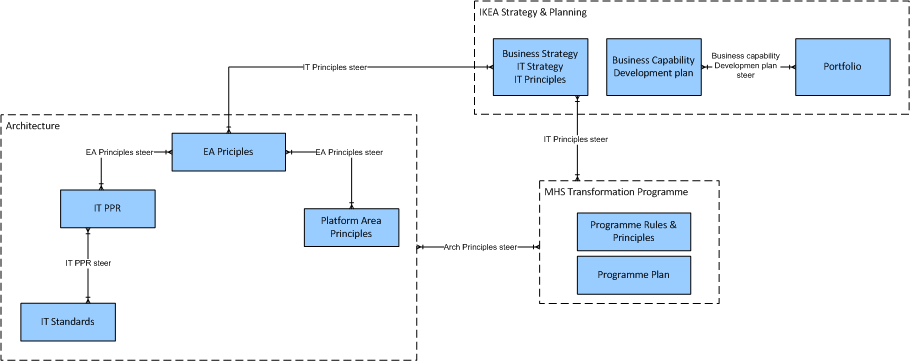 IKEA Strategy & Planning
Business Strategy
IT Strategy
IT Principles
Business Capability
Development plan
Business capability
Developmen plan
steer
Portfolio
IT Principles steer
IT Principles steer
Architecture
EA Priciples
EA Principles steer
EA Principles steer
IT PPR
Platform Area
Principles
IT PPR steer
IT Standards
Arch Principles steer
MHS Transformation Programme
Programme Rules &
Principles
Programme Plan